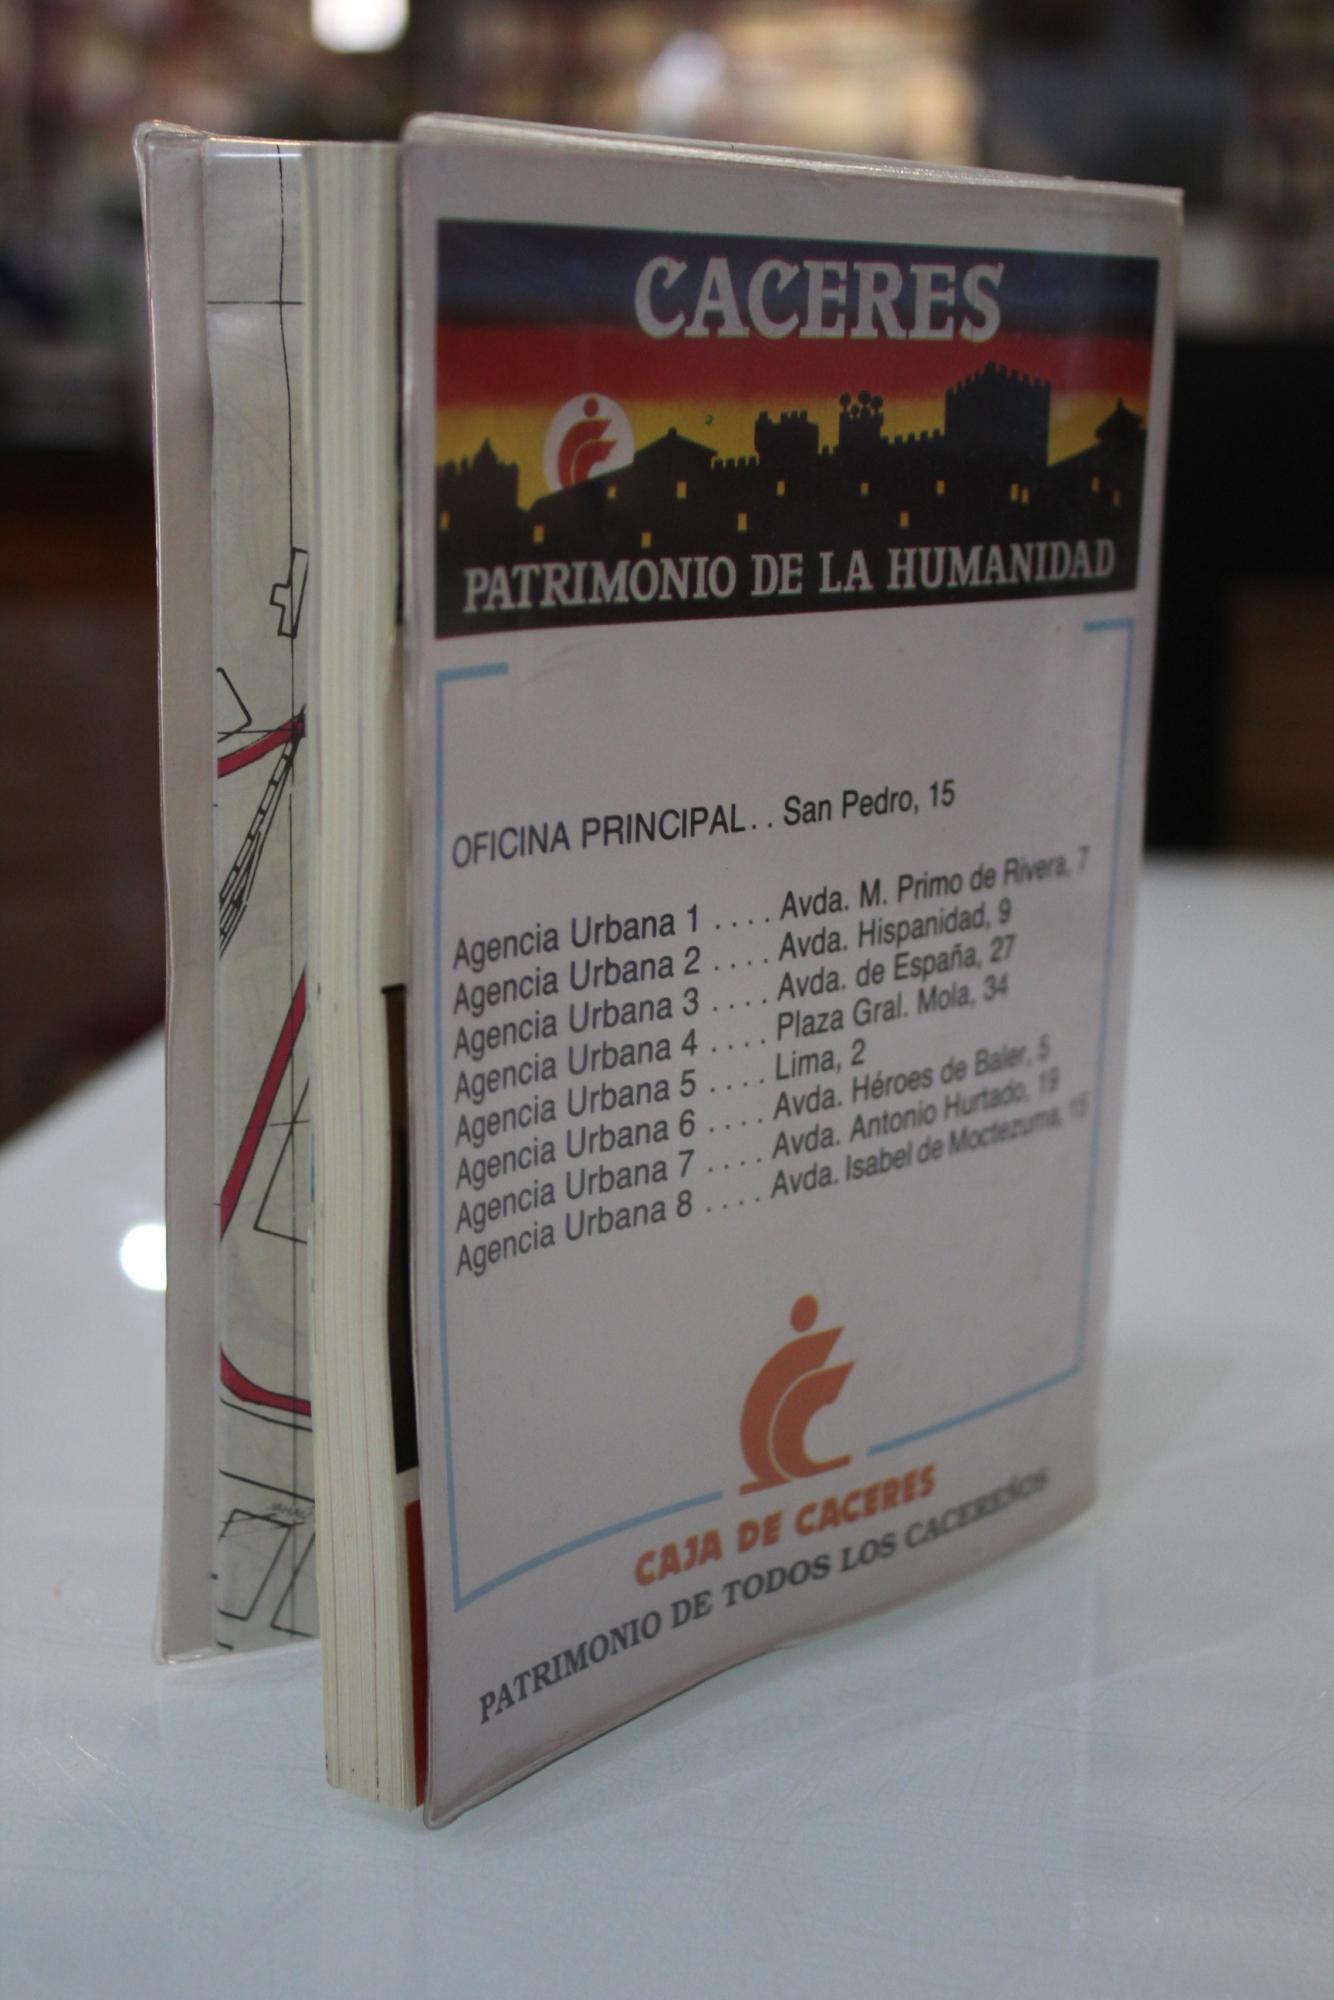 CACERES
PATRIMONIO DE LA HUMANIDAD
OFICINA PRINCIPAL . . San Pedro, 15
Agencia Urbana 1 . . . . Avda. M. Primo de Rivera, 7
Agencia Urbana 2 . . . . Avda. Hispanidad, 9
Agencia Urbana 3 . . . . Avda. de España, 27
Agencia Urbana 4 . . . . Plaza Gral. Mola, 34
Agencia Urbana 5 . . . . Lima, 2
Agencia Urbana 6 . . . . Avda. Héroes de Baler, 5
Agencia Urbana 7 . . . . Avda. Antonio Hurtado, 19
Agencia Urbana 8 . . . . Avda. Isabel de Moctezuma, 15
CAJA DE CACERES
PATRIMONIO DE TODOS LOS CACEREÑOS